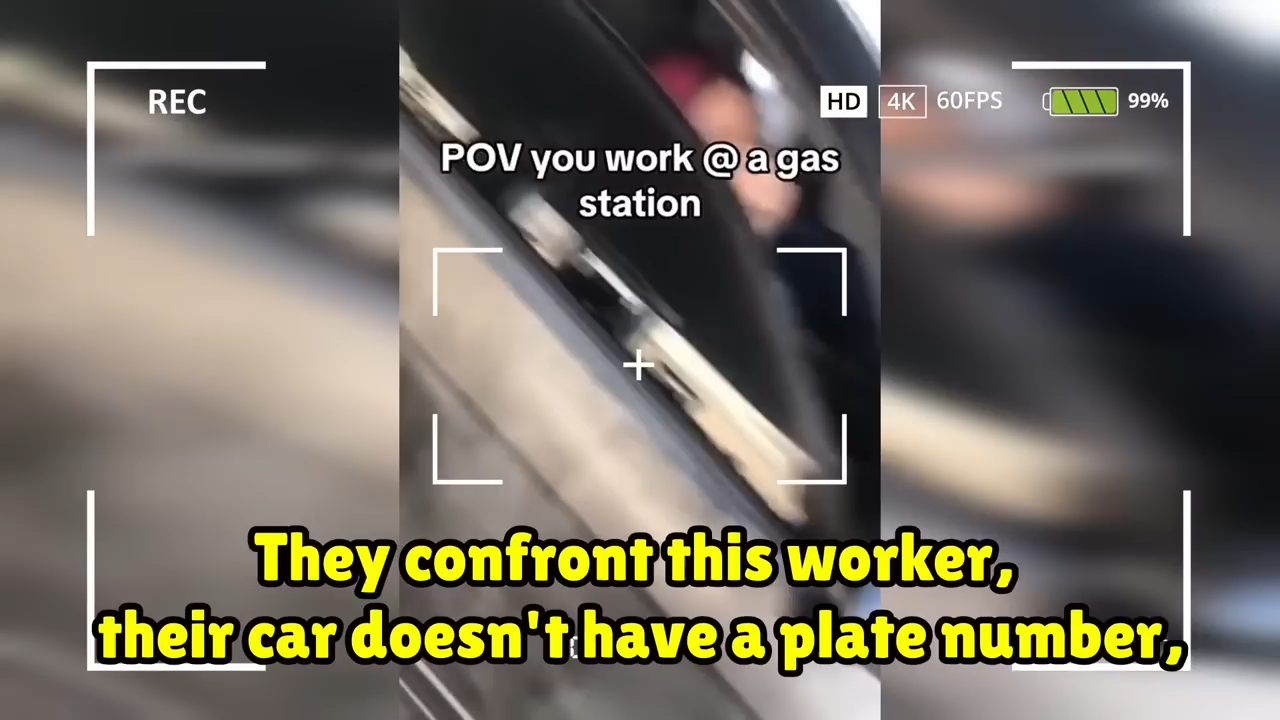 REC
HD 4K 60FPS 99%
POV you work @ a gas
station
They confront this worker,
their car doesn't have a plate number,